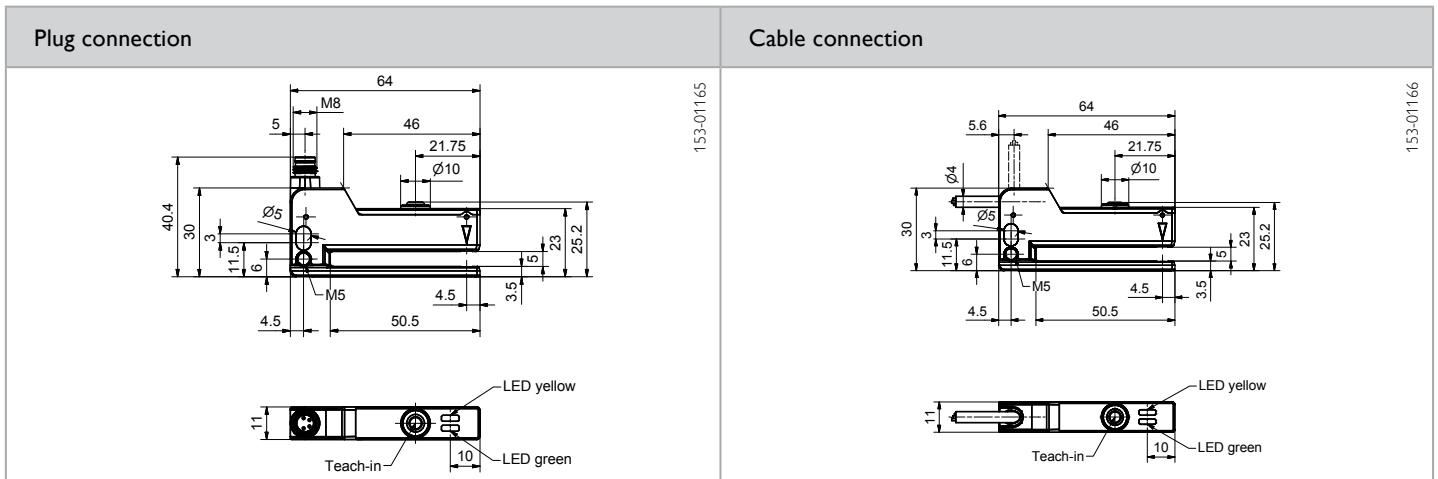 Plug connection
Cable connection
64
M8
5
46
21.75
Ø10
40.4
30
Ø5
3
11.5
6
M5
5
23
25.2
4.5
3.5
4.5
50.5
153-01165
11
LED yellow
Teach-in
10
LED green
64
5.6
46
21.75
Ø4
Ø10
30
Ø5
3
11.5
6
M5
5
23
25.2
4.5
3.5
4.5
50.5
153-01166
11
LED yellow
Teach-in
10
LED green